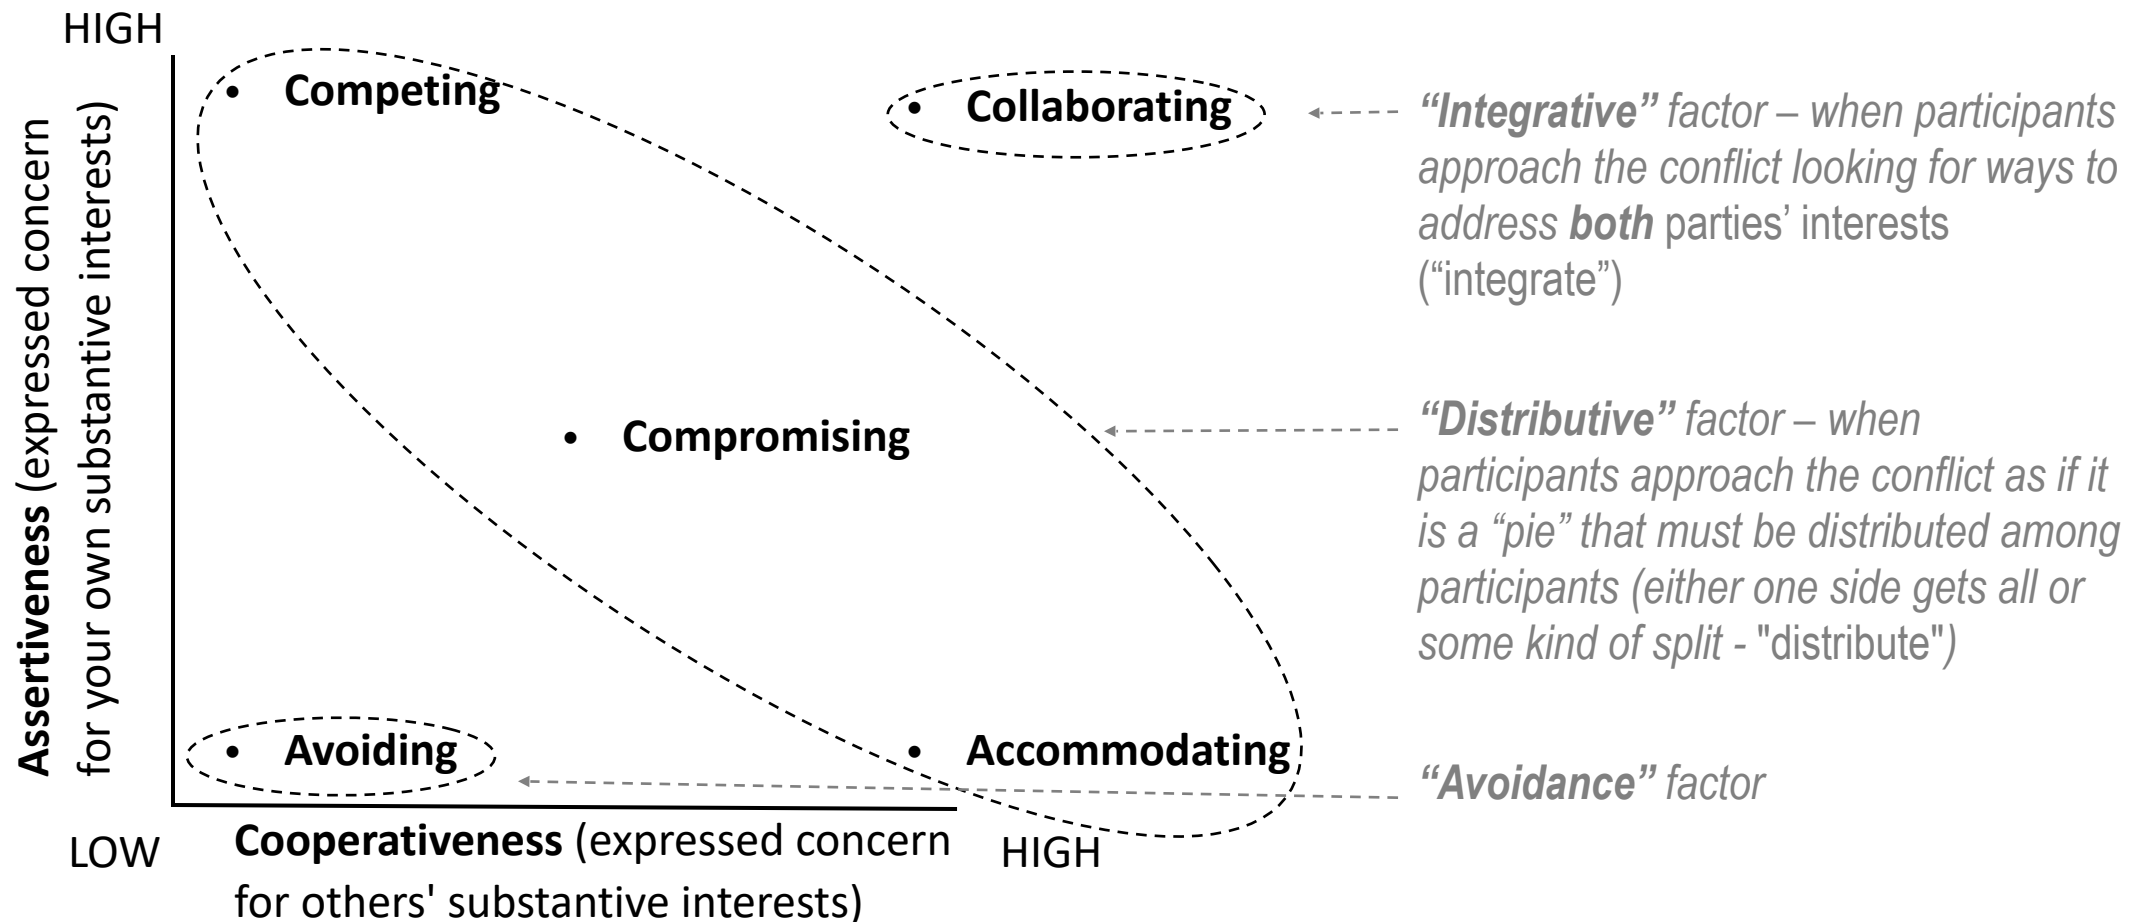 HIGH
Assertiveness (expressed concern
for your own substantive interests)
• Competing
• Collaborating
“Integrative” factor – when participants
approach the conflict looking for ways to
address both parties’ interests
(“integrate”)
• Compromising
“Distributive” factor – when
participants approach the conflict as if it
is a “pie” that must be distributed among
participants (either one side gets all or
some kind of split - "distribute")
• Avoiding
• Accommodating
“Avoidance” factor
LOW
Cooperativeness (expressed concern
for others' substantive interests)
HIGH